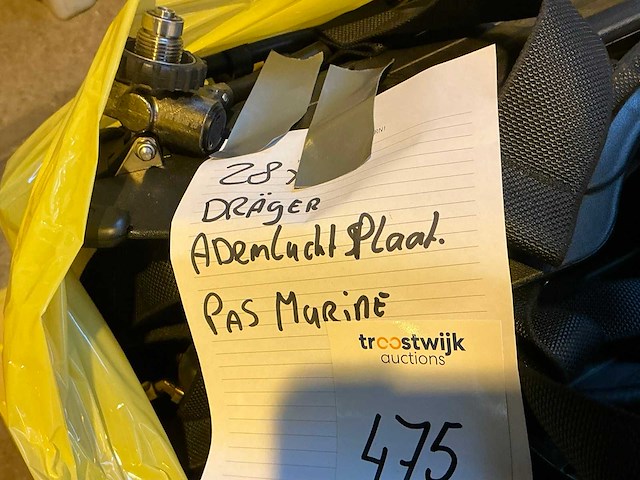 28x
DRÄGER
ADemlucht Plaat.
PAS MURINE
troostwijk
auctions
475